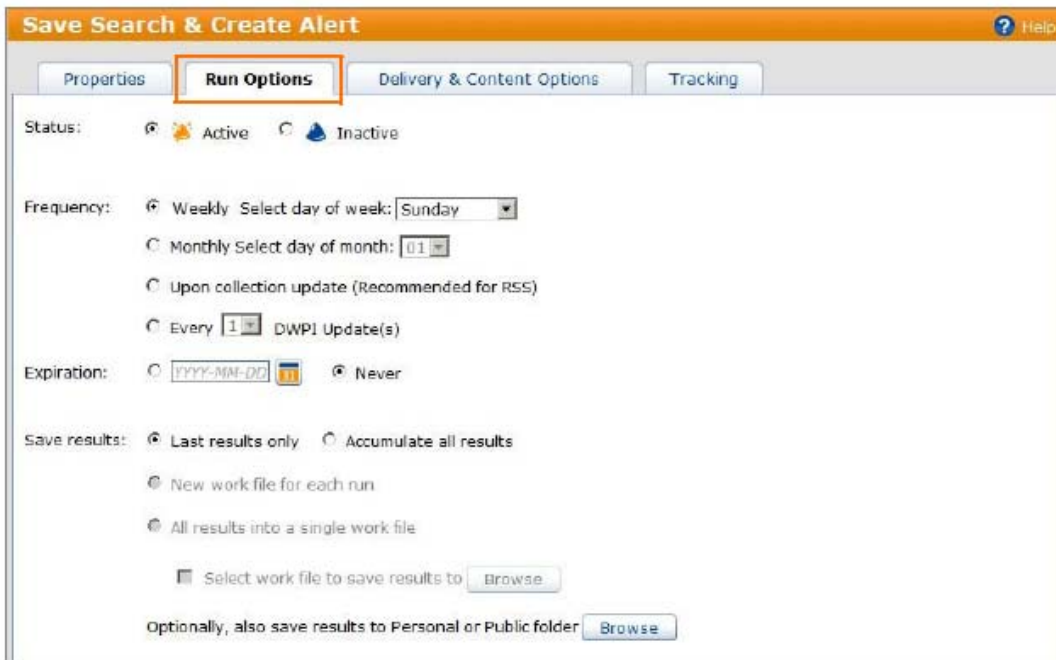 Save Search & Create Alert
Help
Properties
Run Options
Delivery & Content Options
Tracking
Status: Active Inactive
Frequency: Weekly Select day of week: Sunday
Monthly Select day of month: 01
Upon collection update (Recommended for RSS)
Every 1 DWPI Update(s)
Expiration: YYYY-MM-DD Never
Save results: Last results only Accumulate all results
New work file for each run
All results into a single work file
Select work file to save results to Browse
Optionally, also save results to Personal or Public folder Browse